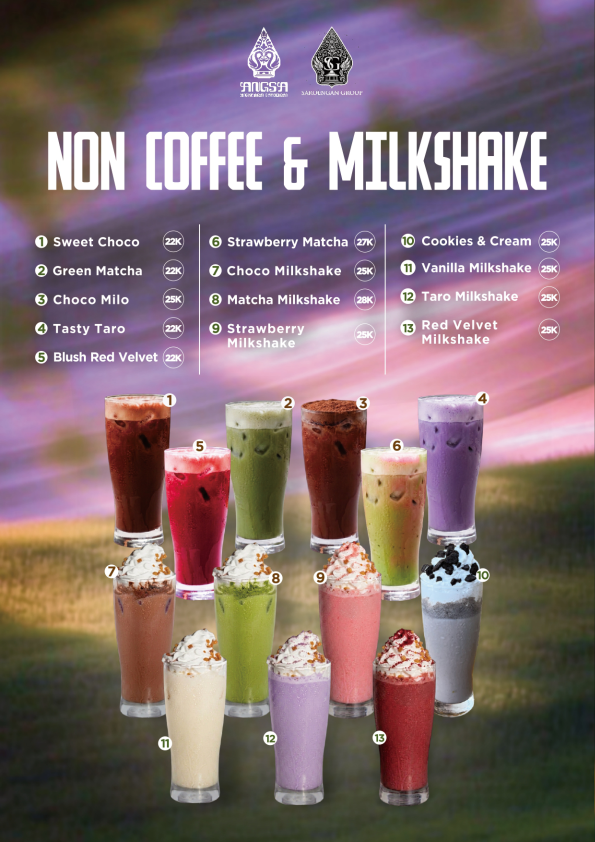 ANGSA
SARDENGAN GROUP
NON COFFEE & MILKSHAKE
1 Sweet Choco 22K
2 Green Matcha 22K
3 Choco Milo 25K
4 Tasty Taro 22K
5 Blush Red Velvet 22K
6 Strawberry Matcha 27K
7 Choco Milkshake 25K
8 Matcha Milkshake 28K
9 Strawberry
Milkshake 25K
10 Cookies & Cream 25K
11 Vanilla Milkshake 25K
12 Taro Milkshake 25K
13 Red Velvet
Milkshake 25K
1
2
3
4
5
6
7
8
9
10
11
12
13